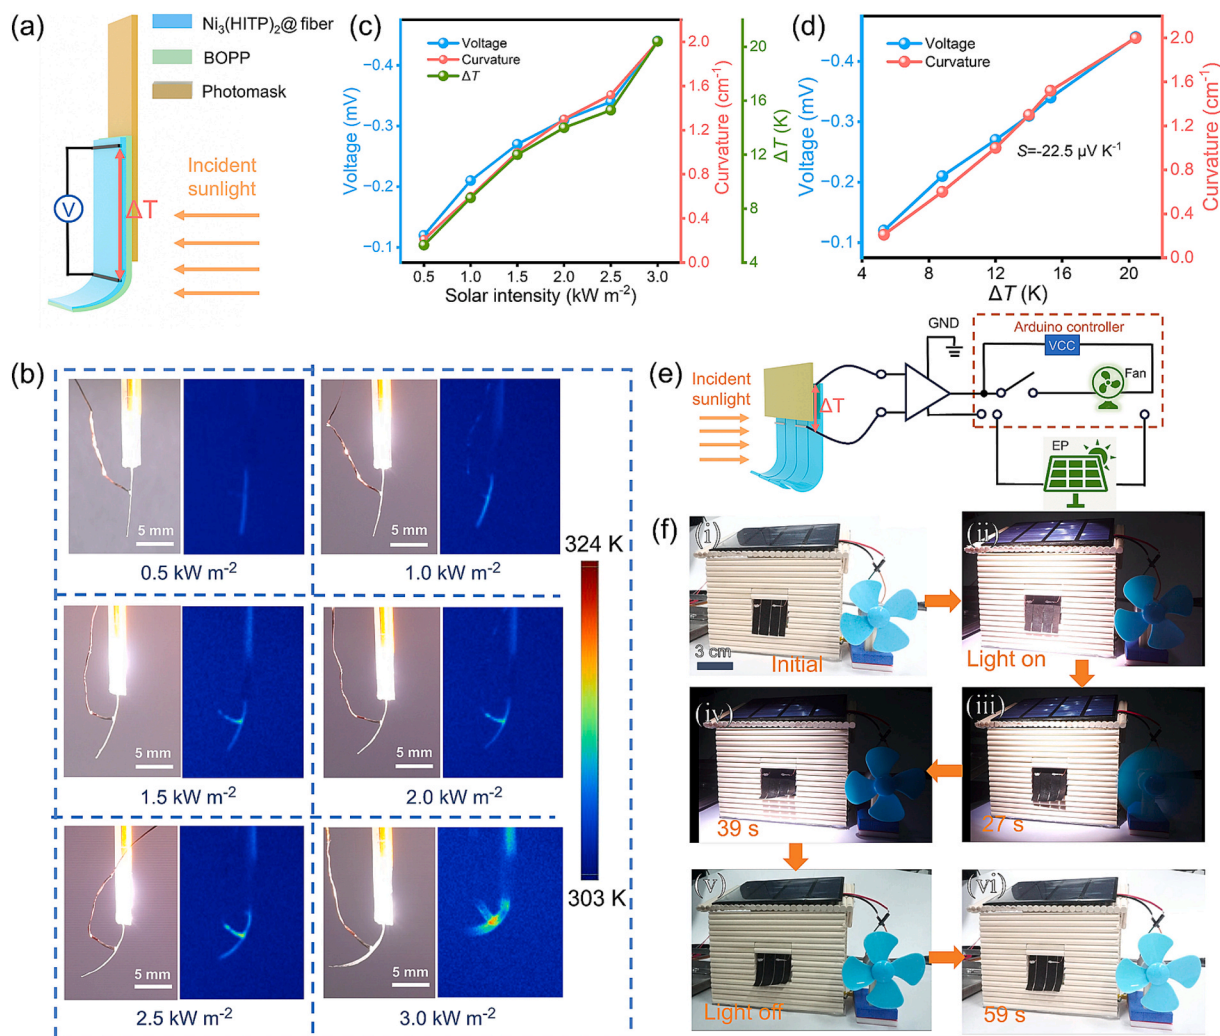 (a)
Ni₃(HITP)₂@fiber
BOPP
Photomask
V
ΔT
Incident
sunlight
(c)
Voltage
Curvature
ΔT
−0.4
−0.3
−0.2
−0.1
Voltage (mV)
0.5
1.0
1.5
2.0
2.5
3.0
Solar intensity (kW m⁻²)
2.0
1.6
1.2
0.8
0.4
0.0
Curvature (cm⁻¹)
20
16
12
8
4
ΔT (K)
(d)
Voltage
Curvature
S=-22.5 μV K⁻¹
−0.4
−0.3
−0.2
−0.1
Voltage (mV)
4
8
12
16
20
ΔT (K)
2.0
1.6
1.2
0.8
0.4
0.0
Curvature (cm⁻¹)
(b)
5 mm
0.5 kW m⁻²
5 mm
1.0 kW m⁻²
5 mm
1.5 kW m⁻²
5 mm
2.0 kW m⁻²
5 mm
2.5 kW m⁻²
5 mm
3.0 kW m⁻²
324 K
303 K
(e)
Incident
sunlight
ΔT
GND
Arduino controller
VCC
Fan
EP
(f)
(i)
3 cm
Initial
(ii)
Light on
(iii)
27 s
(iv)
39 s
(v)
Light off
(vi)
59 s